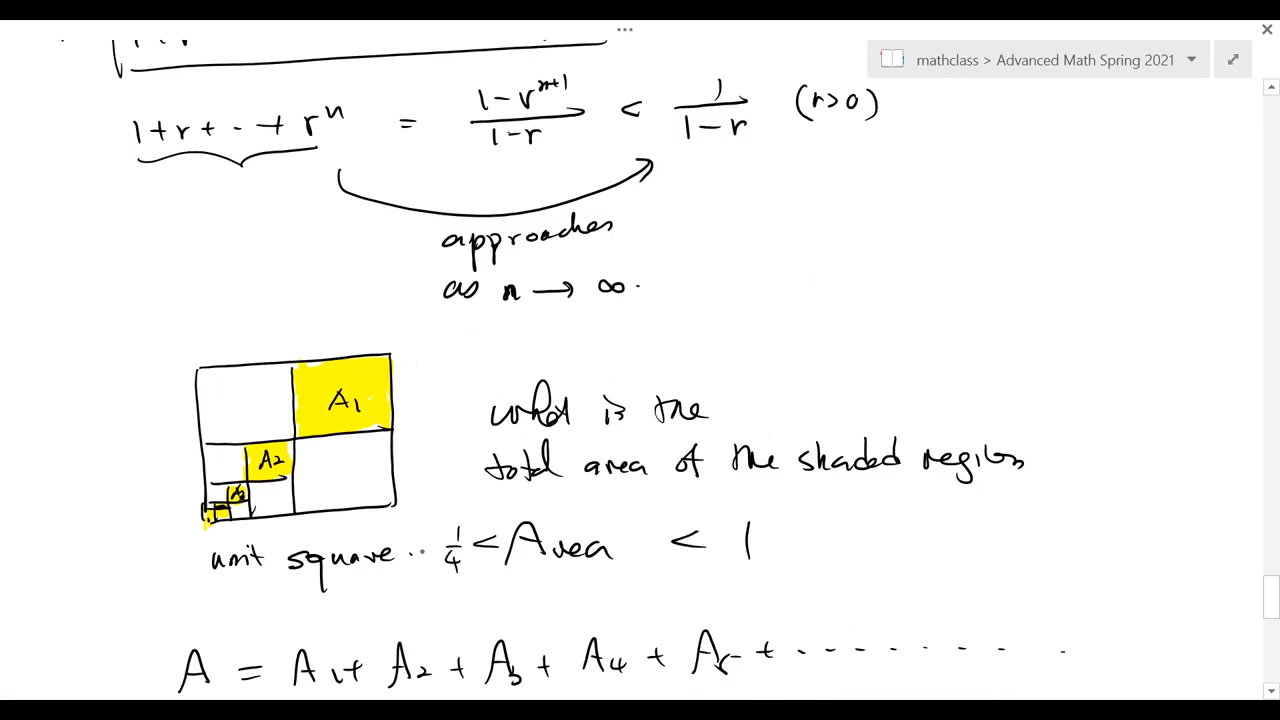 mathclass > Advanced Math Spring 2021
1+r+···+r^n = (1-r^(n+1))/(1-r) < 1/(1-r) (r>0)
approaches
as n → ∞.
A1
A2
A3
what is the
total area of the shaded region
unit square·· 1/4 < Area < 1
A = A1+ A2 + A3 + A4 + A5 + ·········